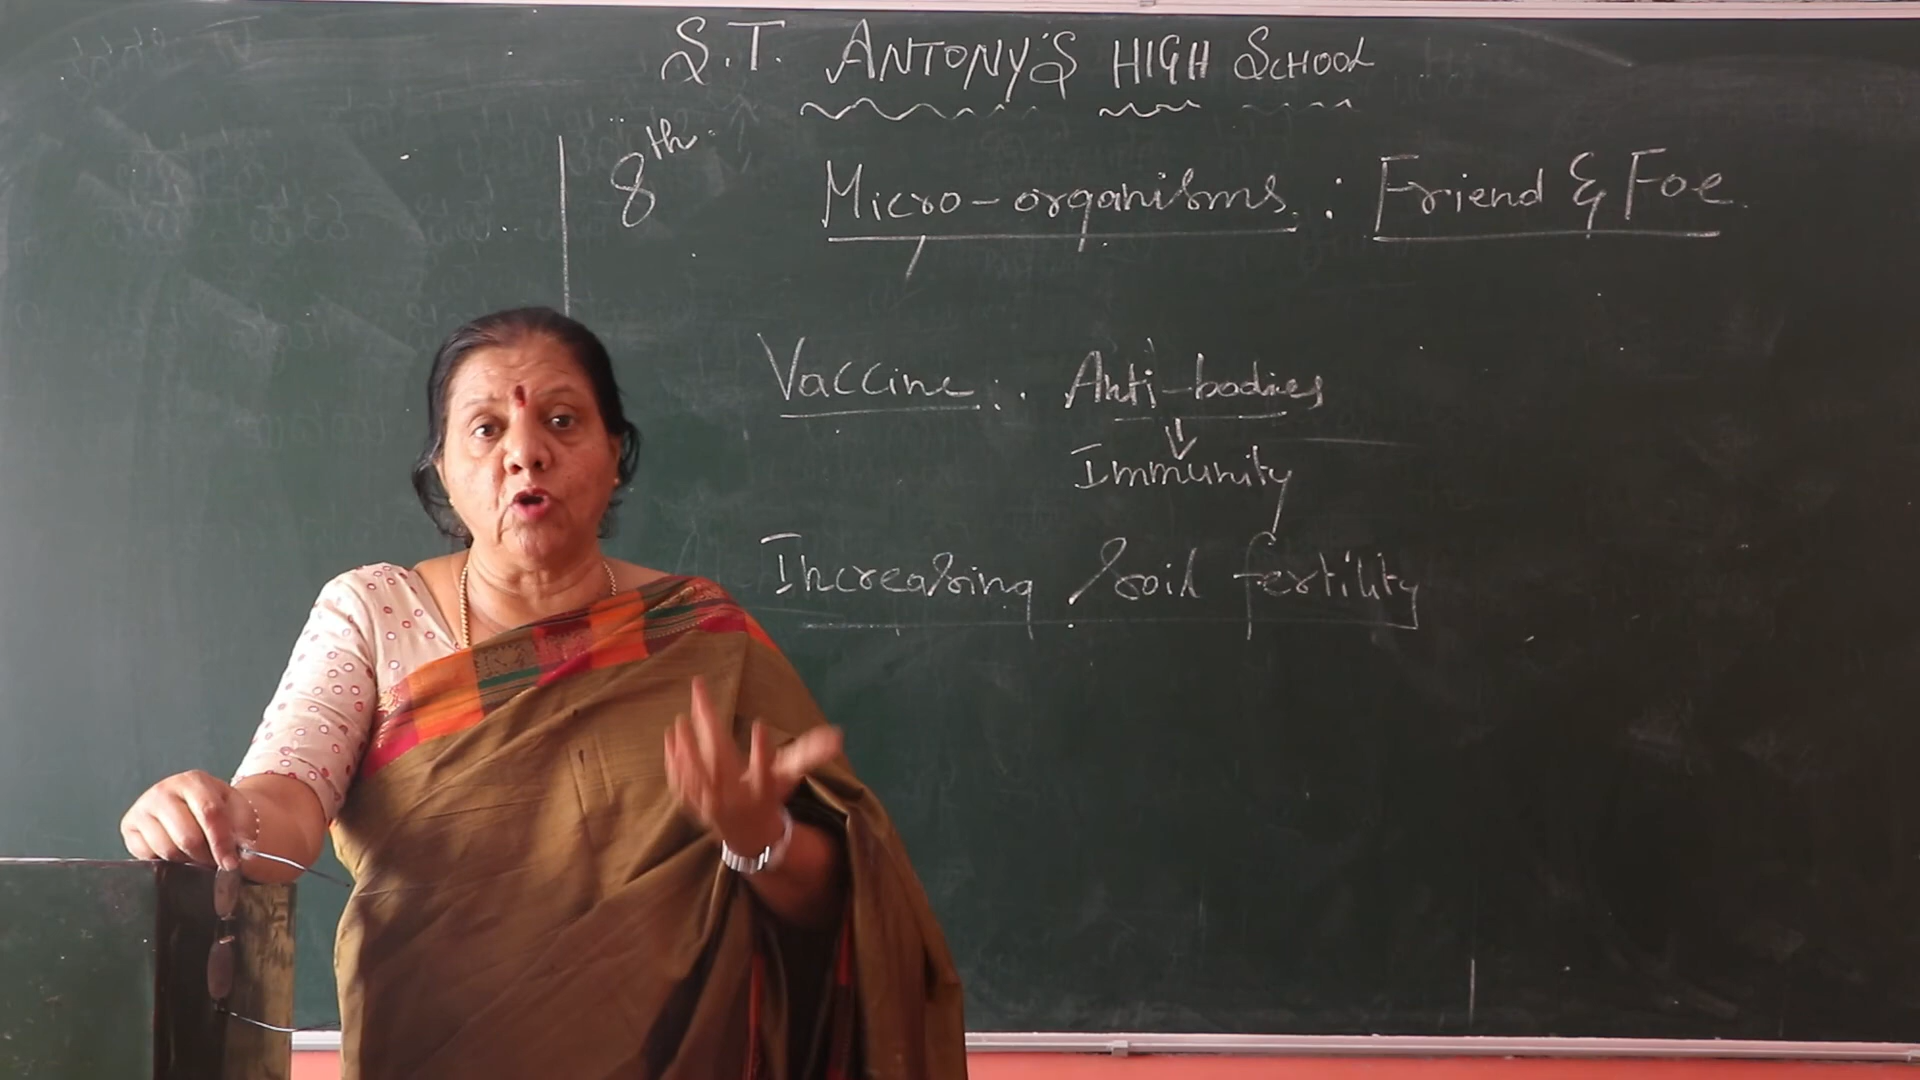 S.T. ANTONY'S HIGH SCHOOL
8th Micro-organisms : Friend & Foe
Vaccine : Anti-bodies
Immunity
Increasing soil fertility